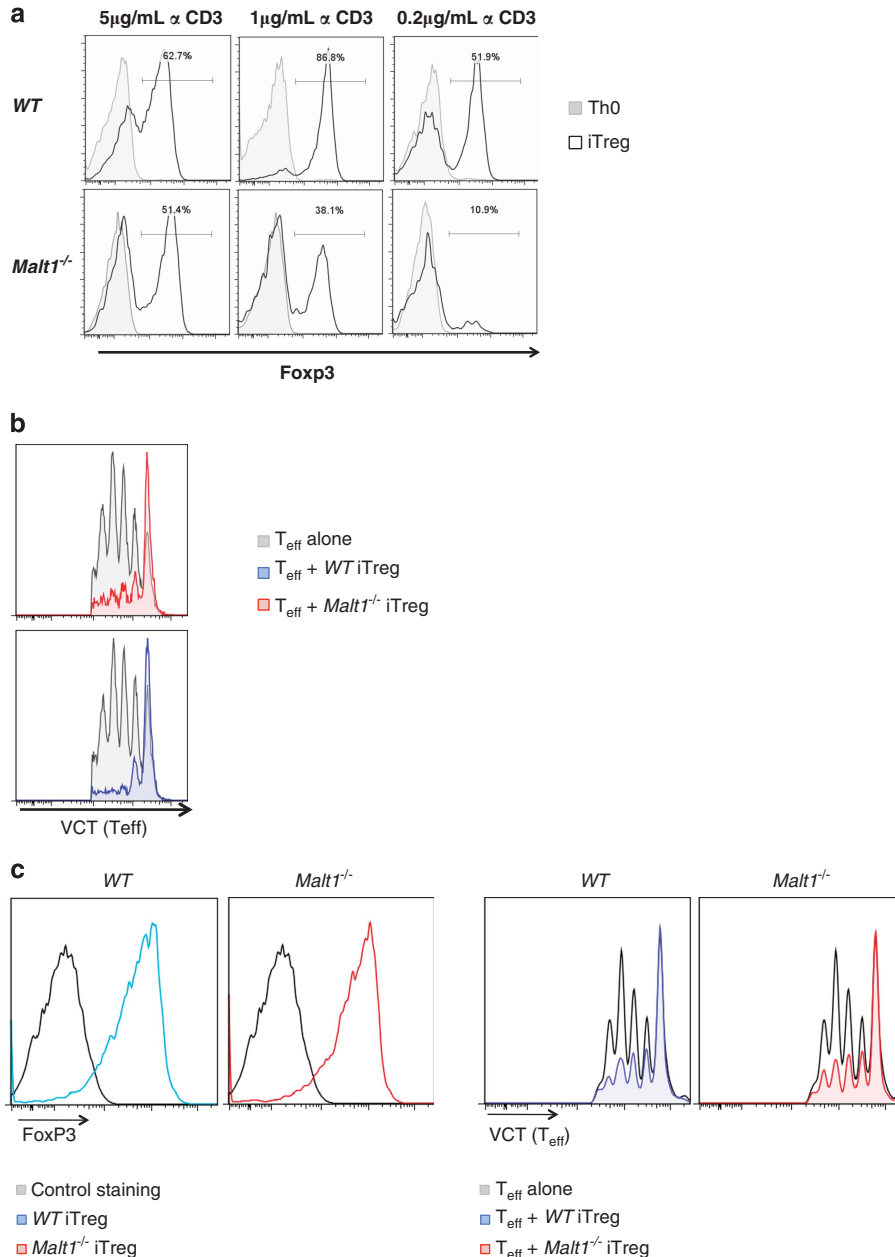 a
5µg/mL α CD3 1µg/mL α CD3 0.2µg/mL α CD3
WT
62.7% 86.8% 51.9%
Th0
iTreg
Malt1-/-
51.4% 38.1% 10.9%
Foxp3
b
Teff alone
Teff + WT iTreg
Teff + Malt1-/- iTreg
VCT (Teff)
c
WT Malt1-/- WT Malt1-/-
FoxP3 VCT (Teff)
Control staining
WT iTreg
Malt1-/- iTreg
Teff alone
Teff + WT iTreg
Teff + Malt1-/- iTreg